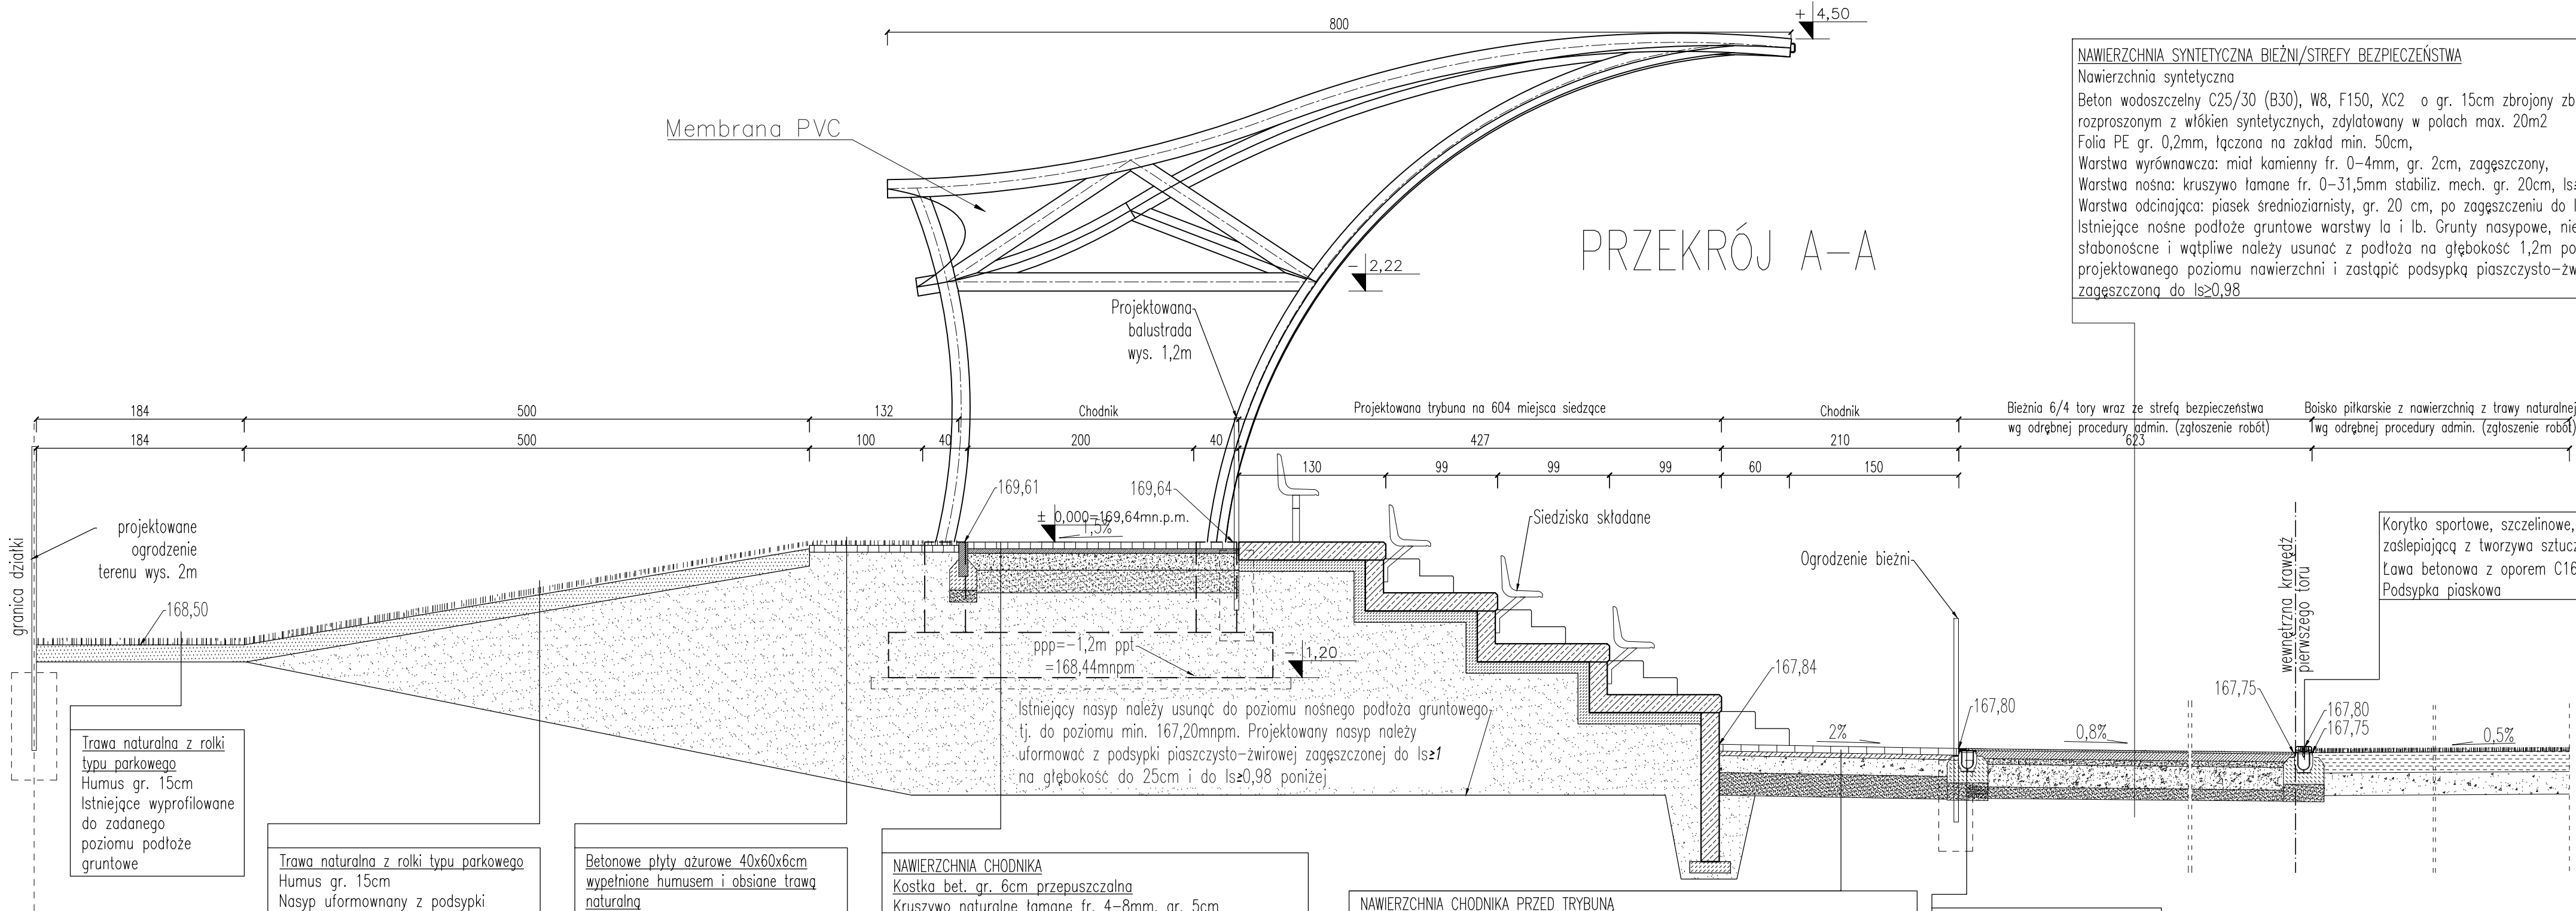 800
+ 4,50
Membrana PVC
- 2,22
PRZEKRÓJ A-A
NAWIERZCHNIA SYNTETYCZNA BIEŻNI/STREFY BEZPIECZEŃSTWA
Nawierzchnia syntetyczna
Beton wodoszczelny C25/30 (B30), W8, F150, XC2 o gr. 15cm zbrojony
rozproszonym z włókien syntetycznych, zdylatowany w polach max. 20m2
Folia PE gr. 0,2mm, łączona na zakład min. 50cm,
Warstwa wyrównawcza: miał kamienny fr. 0-4mm, gr. 2cm, zagęszczony,
Warstwa nośna: kruszywo łamane fr. 0-31,5mm stabiliz. mech. gr. 20cm,
Warstwa odcinająca: piasek średnioziarnisty, gr. 20 cm, po zagęszczeniu do
Istniejące nośne podłoże gruntowe warstwy Ia i Ib. Grunty nasypowe,
słabonoścne i wątpliwe należy usunać z podłoża na głębokość 1,2m
projektowanego poziomu nawierzchni i zastąpić podsypką
zagęszczoną do Is≥0,98
Projektowana
balustrada
wys. 1,2m
184
500
132
Chodnik
Projektowana trybuna na 604 miejsca siedzące
Chodnik
Bieżnia 6/4 tory wraz ze strefą bezpieczeństwa
wg odrębnej procedury admin. (zgłoszenie robót)
Boisko piłkarskie z nawierzchnią z trawy naturalnej
wg odrębnej procedury admin. (zgłoszenie robót)
184
500
100
40
200
40
427
210
623
130
99
99
99
60
150
granica działki
projektowane
ogrodzenie
terenu wys. 2m
168,50
169,61
169,64
± 0,000=169,64mn.p.m.
1,5%
Siedziska składane
Ogrodzenie bieżni
wewnętrzna krawędź
pierwszego toru
Korytko sportowe, szczelinowe,
zaślepiającą z tworzywa
Ława betonowa z oporem
Podsypka piaskowa
ppp=-1,2m ppt
=168,44mnpm
- 1,20
167,84
167,80
2%
0,8%
167,75
167,80
167,75
0,5%
Istniejący nasyp należy usunąć do poziomu nośnego podłoża gruntowego
tj. do poziomu min. 167,20mnpm. Projektowany nasyp należy
uformować z podsypki piaszczysto-żwirowej zagęszczonej do Is≥1
na głębokość do 25cm i do Is≥0,98 poniżej
Trawa naturalna z rolki
typu parkowego
Humus gr. 15cm
Istniejące wyprofilowane
do zadanego
poziomu podłoże
gruntowe
Trawa naturalna z rolki typu parkowego
Humus gr. 15cm
Nasyp uformownany z podsypki
Betonowe płyty ażurowe 40x60x6cm
wypełnione humusem i obsiane trawą
naturalną
NAWIERZCHNIA CHODNIKA
Kostka bet. gr. 6cm przepuszczalna
Kruszywo naturalne łamane fr. 4-8mm, gr. 5cm
NAWIERZCHNIA CHODNIKA PRZED TRYBUNĄ